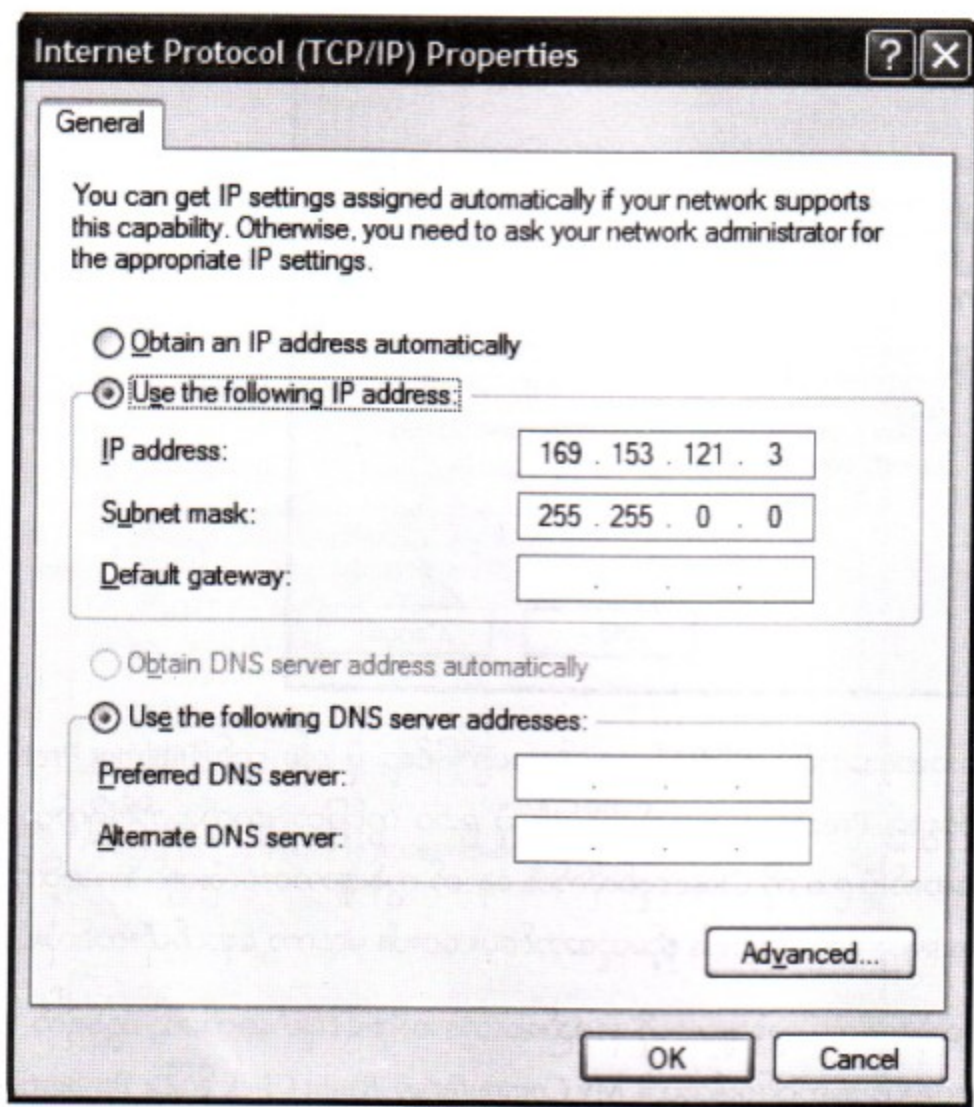 Internet Protocol (TCP/IP) Properties
General
You can get IP settings assigned automatically if your network supports
this capability. Otherwise, you need to ask your network administrator for
the appropriate IP settings.
Obtain an IP address automatically
Use the following IP address:
IP address: 169 . 153 . 121 . 3
Subnet mask: 255 . 255 . 0 . 0
Default gateway: . . .
Obtain DNS server address automatically
Use the following DNS server addresses:
Preferred DNS server: . . .
Alternate DNS server: . . .
Advanced...
OK Cancel